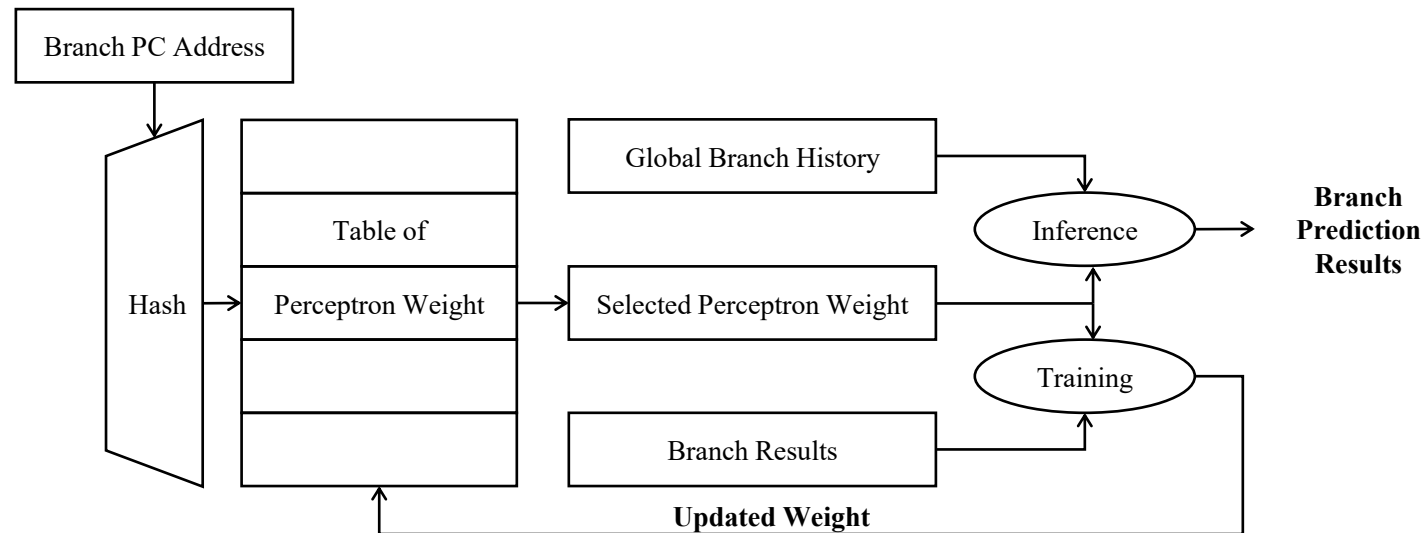 Branch PC Address
Hash
Table of
Perceptron Weight
Global Branch History
Selected Perceptron Weight
Branch Results
Inference
Training
Branch
Prediction
Results
Updated Weight